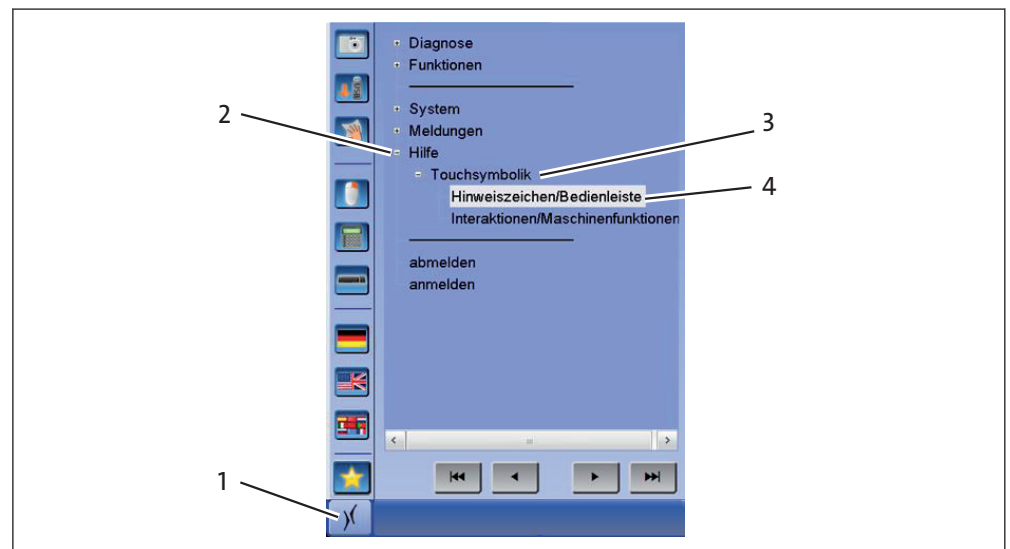 Diagnose
Funktionen
System
2
Meldungen
3
Hilfe
Touchsymbolik
Hinweiszeichen/Bedienleiste
4
Interaktionen/Maschinenfunktionen
abmelden
anmelden
1